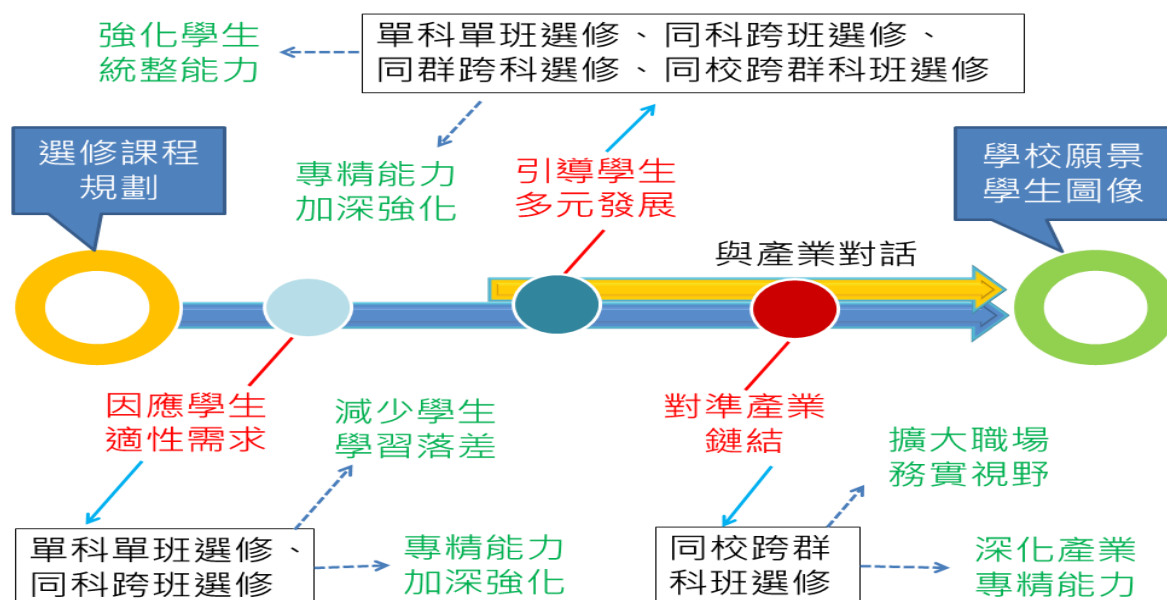 強化學生
統整能力
單科單班選修、同科跨班選修、
同群跨科選修、同校跨群科班選修
選修課程
規劃
專精能力
加深強化
引導學生
多元發展
學校願景
學生圖像
與產業對話
因應學生
適性需求
減少學生
學習落差
對準產業
鏈結
擴大職場
務實視野
單科單班選修、
同科跨班選修
專精能力
加深強化
同校跨群
科班選修
深化產業
專精能力